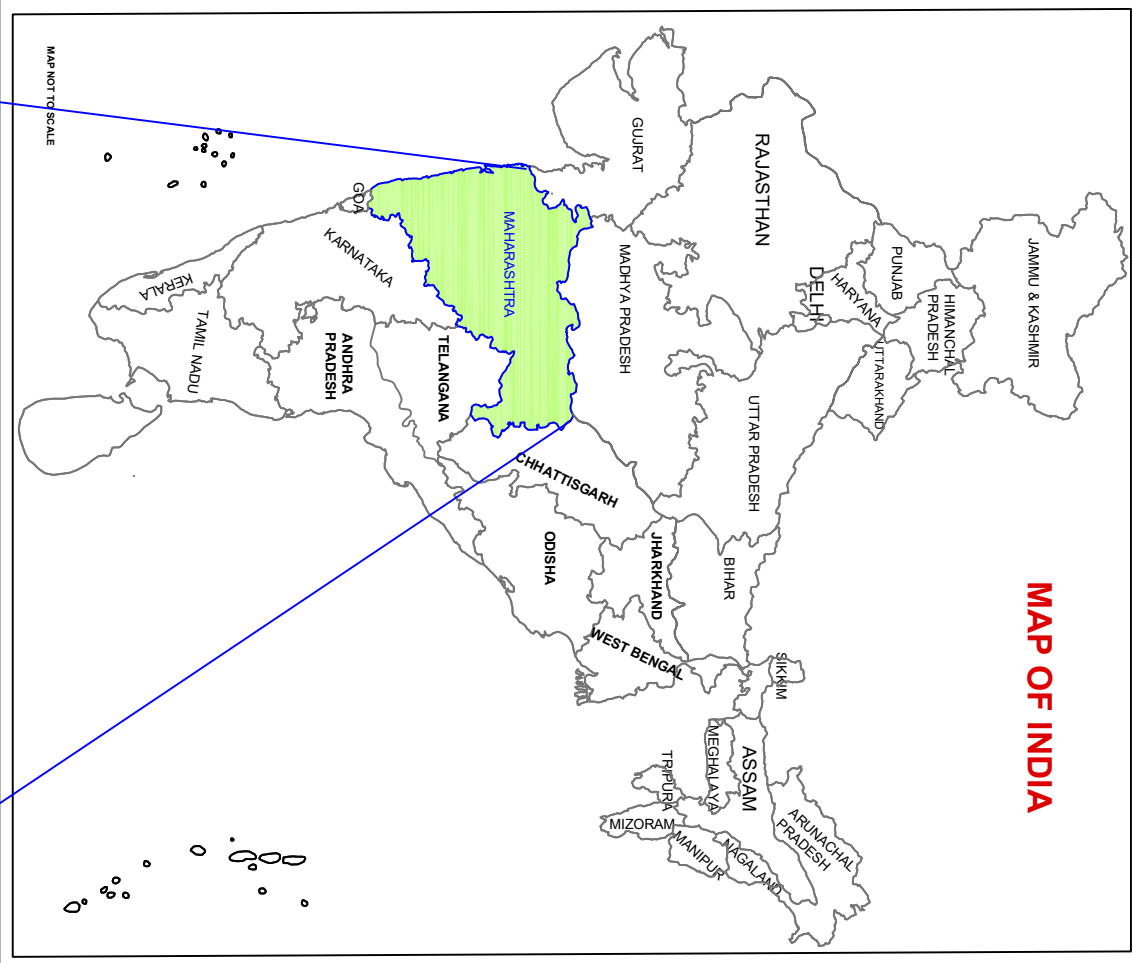 MAP OF INDIA
JAMMU & KASHMIR
HIMANCHAL
PRADESH
PUNJAB
UTTARAKHAND
HARYANA
DELHI
RAJASTHAN
UTTAR PRADESH
BIHAR
SIKKIM
ARUNACHAL
PRADESH
ASSAM
NAGALAND
MEGHALAYA
MANIPUR
TRIPURA
MIZORAM
GUJRAT
MADHYA PRADESH
JHARKHAND
WEST BENGAL
CHHATTISGARH
ODISHA
MAHARASHTRA
TELANGANA
GOA
KARNATAKA
ANDHRA
PRADESH
KERALA
TAMIL NADU
MAP NOT TO SCALE